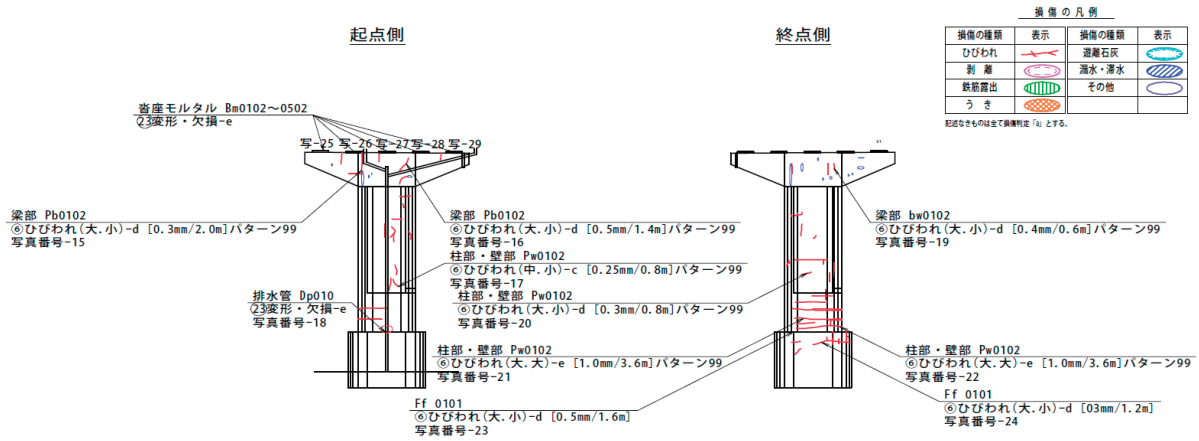 損傷の凡例
損傷の種類 表示 損傷の種類 表示
ひびわれ 遊離石灰
剥離 漏水・滞水
鉄筋露出 その他
うき
記述なきものは全て損傷判定「a」とする。
起点側
終点側
沓座モルタル Bm0102〜0502
㉓変形・欠損-e
写-25 写-26 写-27 写-28 写-29
梁部 Pb0102
⑥ひびわれ(大.小)-d [0.3mm/2.0m]パターン99
写真番号-15
梁部 Pb0102
⑥ひびわれ(大.小)-d [0.5mm/1.4m]パターン99
写真番号-16
柱部・壁部 Pw0102
⑥ひびわれ(中.小)-c [0.25mm/0.8m]パターン99
写真番号-17
排水管 Dp010
㉓変形・欠損-e
写真番号-18
梁部 bw0102
⑥ひびわれ(大.小)-d [0.4mm/0.6m]パターン99
写真番号-19
柱部・壁部 Pw0102
⑥ひびわれ(大.小)-d [0.3mm/0.8m]パターン99
写真番号-20
柱部・壁部 Pw0102
⑥ひびわれ(大.大)-e [1.0mm/3.6m]パターン99
写真番号-21
柱部・壁部 Pw0102
⑥ひびわれ(大.大)-e [1.0mm/3.6m]パターン99
写真番号-22
Ff 0101
⑥ひびわれ(大.小)-d [0.5mm/1.6m]
写真番号-23
Ff 0101
⑥ひびわれ(大.小)-d [03mm/1.2m]
写真番号-24